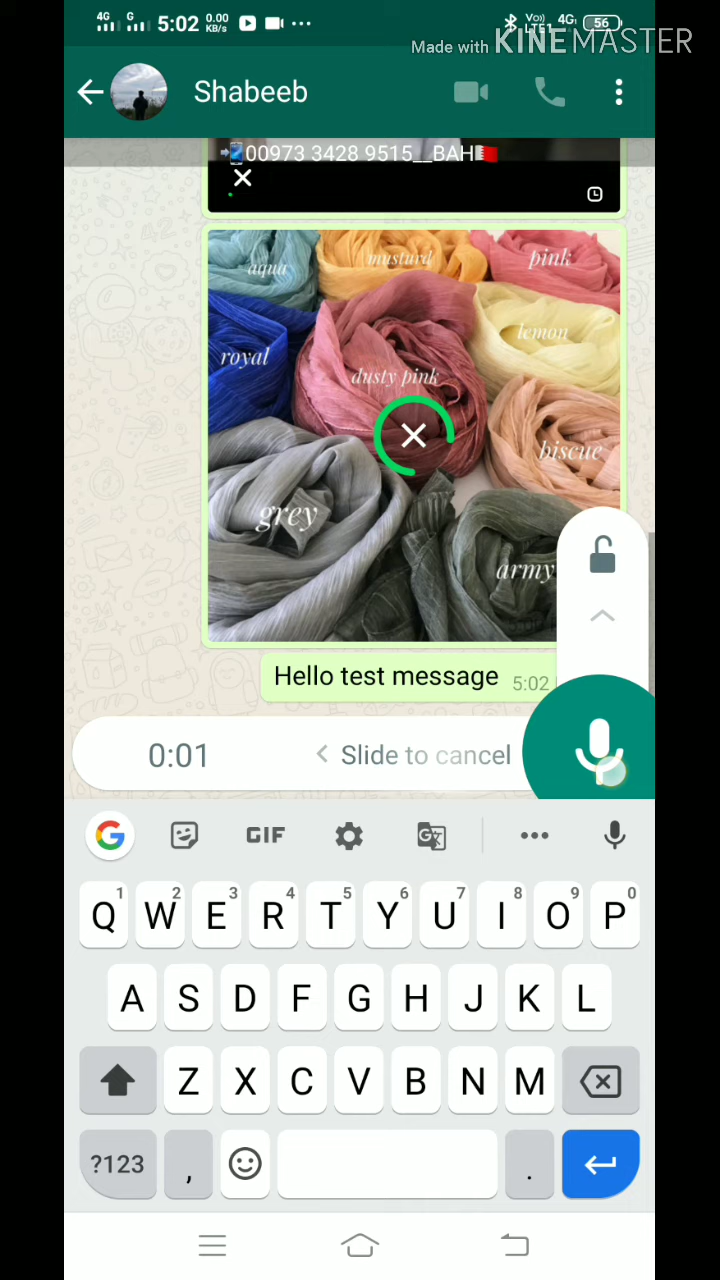 4G G 5:02 0.00 KB/s Vo) LTE1 4G 56
Made with KINEMASTER
Shabeeb
00973 3428 9515__BAH
aqua musturd pink
royal lemon
dusty pink
biscue
grey
army
Hello test message 5:02
0:01 < Slide to cancel
G GIF
Q1 W2 E3 R4 T5 Y6 U7 I8 O9 P0
A S D F G H J K L
Z X C V B N M
?123 , .